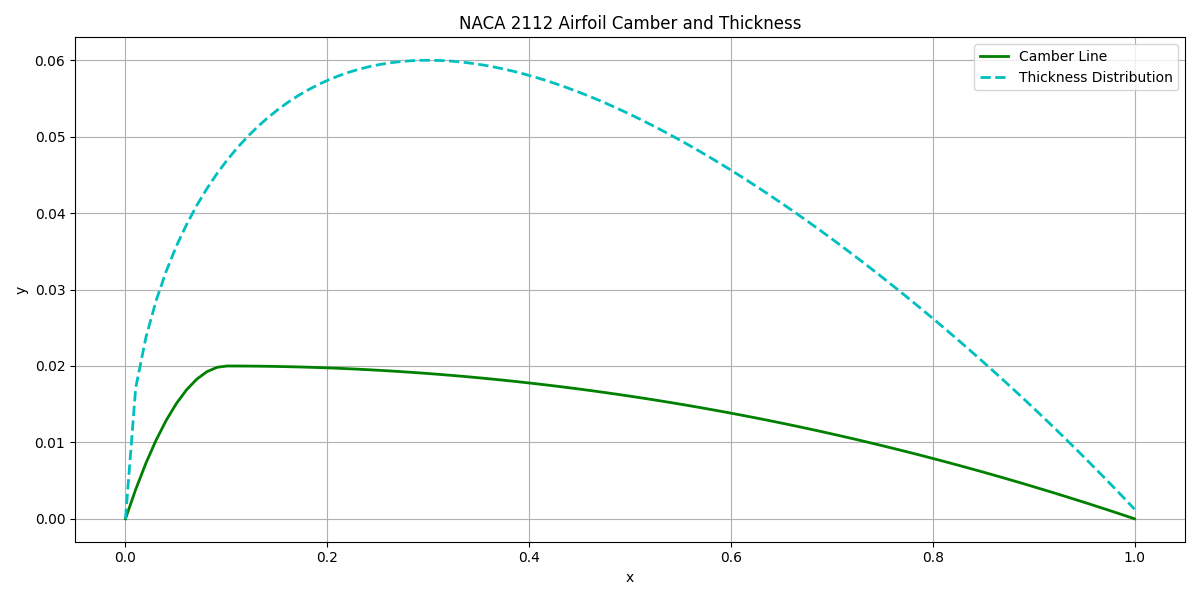 NACA 2112 Airfoil Camber and Thickness
Camber Line
Thickness Distribution
0.06
0.05
0.04
0.03
0.02
0.01
0.00
y
0.0 0.2 0.4 0.6 0.8 1.0
x